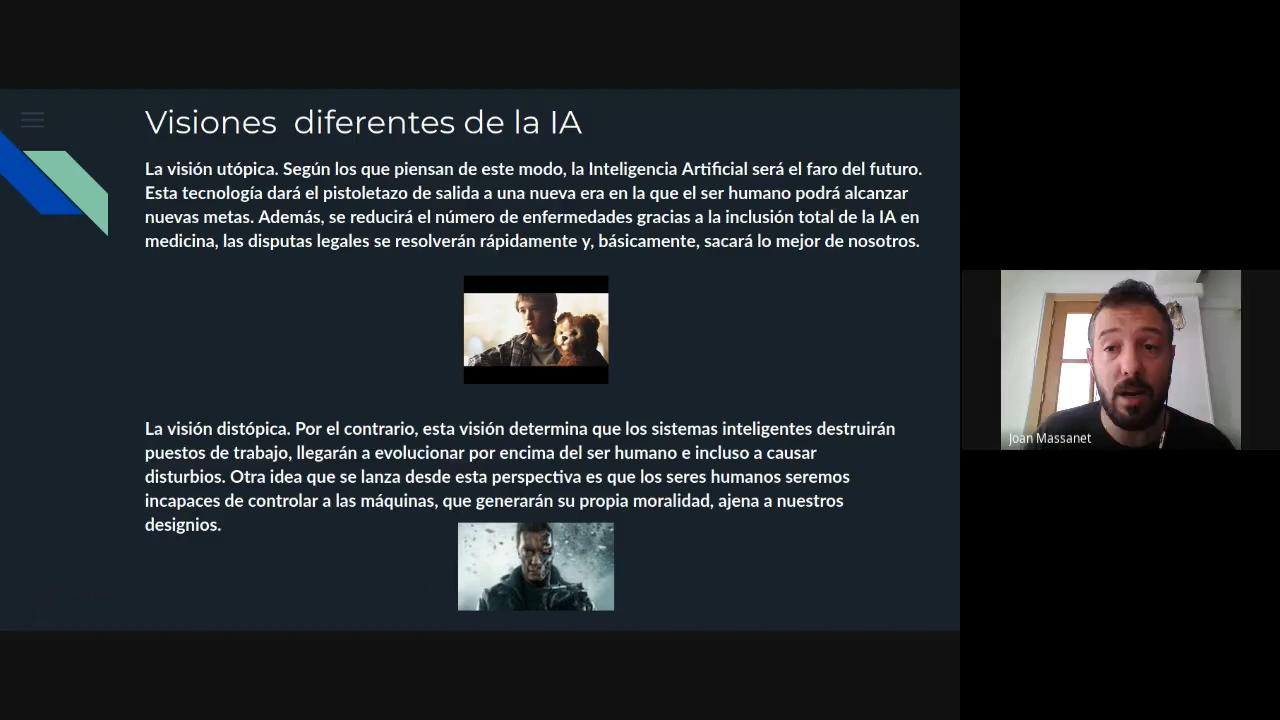 Visiones diferentes de la IA
La visión utópica. Según los que piensan de este modo, la Inteligencia Artificial será el faro del futuro.
Esta tecnología dará el pistoletazo de salida a una nueva era en la que el ser humano podrá alcanzar
nuevas metas. Además, se reducirá el número de enfermedades gracias a la inclusión total de la IA en
medicina, las disputas legales se resolverán rápidamente y, básicamente, sacará lo mejor de nosotros.
La visión distópica. Por el contrario, esta visión determina que los sistemas inteligentes destruirán
puestos de trabajo, llegarán a evolucionar por encima del ser humano e incluso a causar
disturbios. Otra idea que se lanza desde esta perspectiva es que los seres humanos seremos
incapaces de controlar a las máquinas, que generarán su propia moralidad, ajena a nuestros
designios.
Joan Massanet